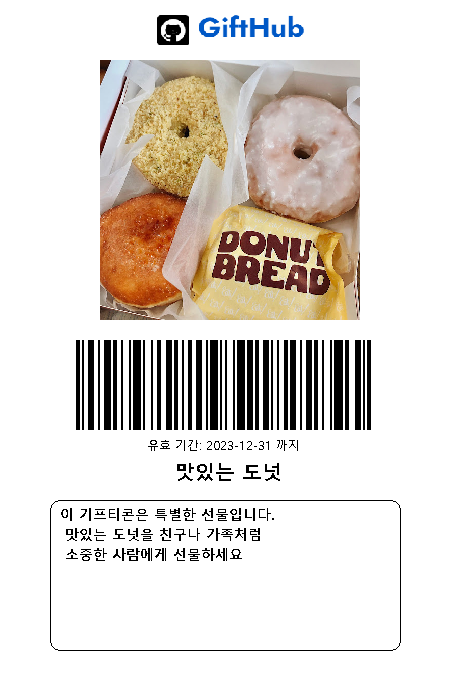 GiftHub
DONUT
BREAD
유효 기간: 2023-12-31 까지
맛있는 도넛
이 기프티콘은 특별한 선물입니다.
맛있는 도넛을 친구나 가족처럼
소중한 사람에게 선물하세요